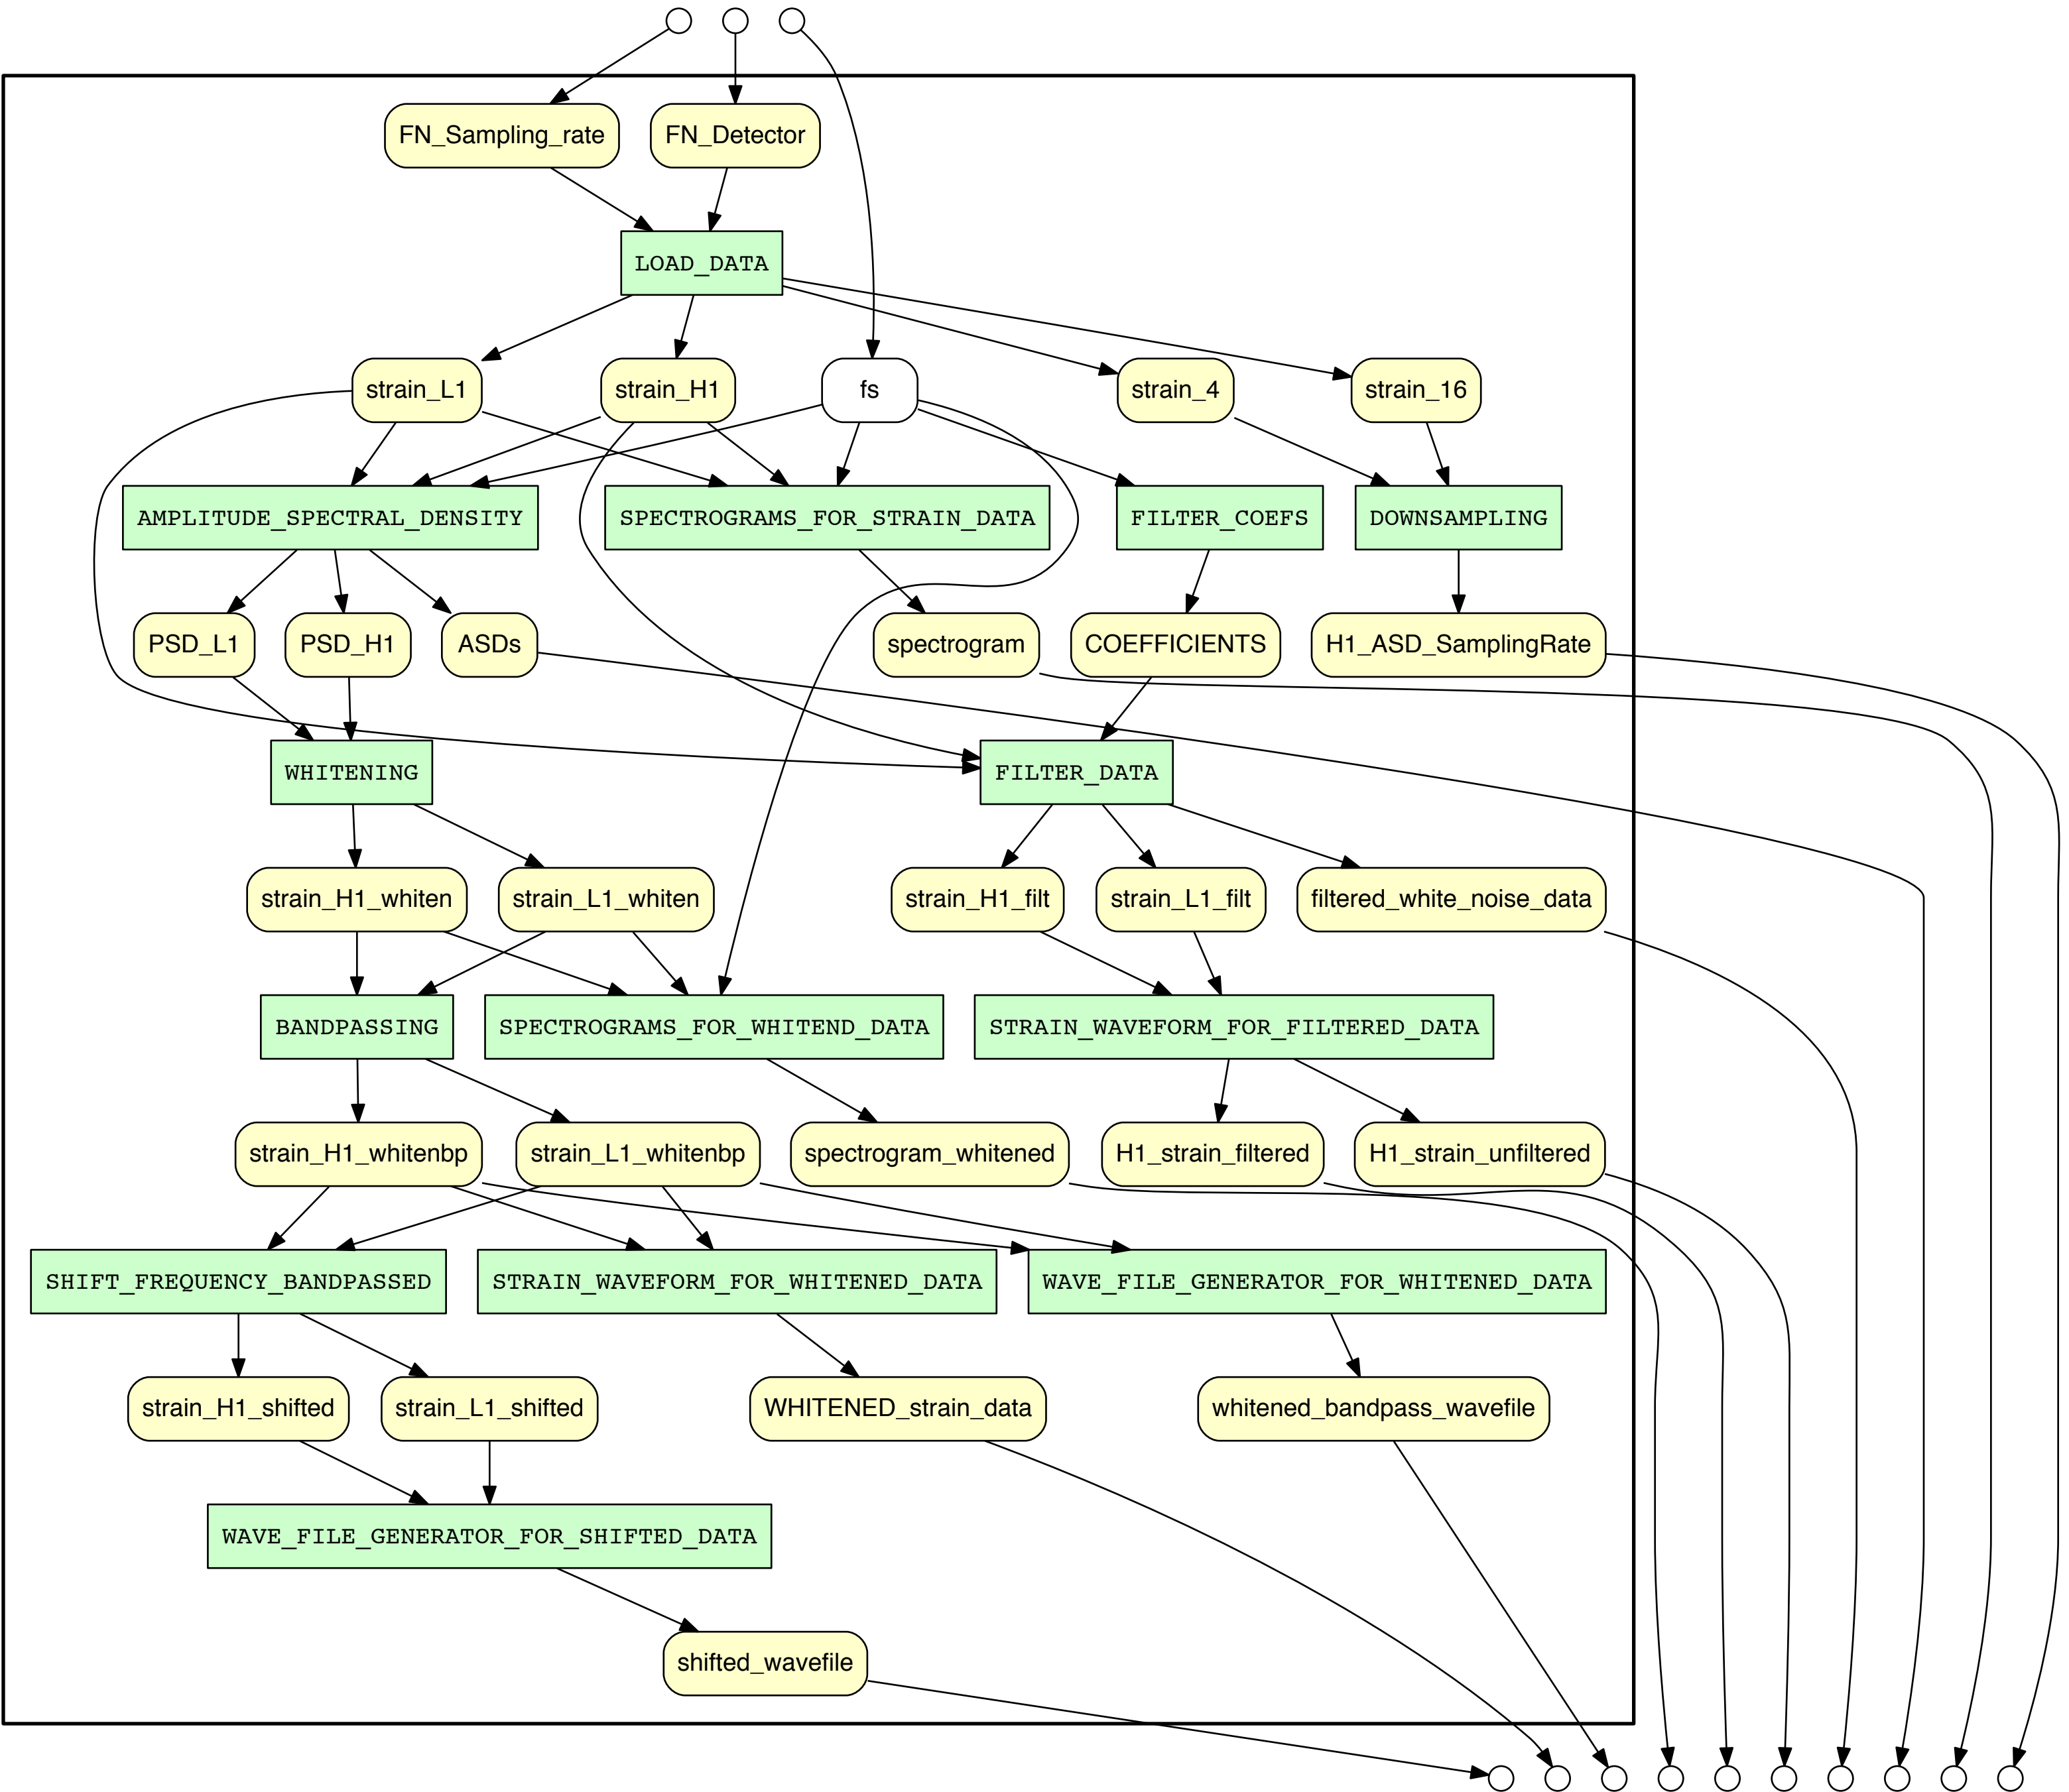 FN_Sampling_rate
FN_Detector
LOAD_DATA
strain_L1
strain_H1
fs
strain_4
strain_16
AMPLITUDE_SPECTRAL_DENSITY
SPECTROGRAMS_FOR_STRAIN_DATA
FILTER_COEFS
DOWNSAMPLING
PSD_L1
PSD_H1
ASDs
spectrogram
COEFFICIENTS
H1_ASD_SamplingRate
WHITENING
FILTER_DATA
strain_H1_whiten
strain_L1_whiten
strain_H1_filt
strain_L1_filt
filtered_white_noise_data
BANDPASSING
SPECTROGRAMS_FOR_WHITEND_DATA
STRAIN_WAVEFORM_FOR_FILTERED_DATA
strain_H1_whitenbp
strain_L1_whitenbp
spectrogram_whitened
H1_strain_filtered
H1_strain_unfiltered
SHIFT_FREQUENCY_BANDPASSED
STRAIN_WAVEFORM_FOR_WHITENED_DATA
WAVE_FILE_GENERATOR_FOR_WHITENED_DATA
strain_H1_shifted
strain_L1_shifted
WHITENED_strain_data
whitened_bandpass_wavefile
WAVE_FILE_GENERATOR_FOR_SHIFTED_DATA
shifted_wavefile